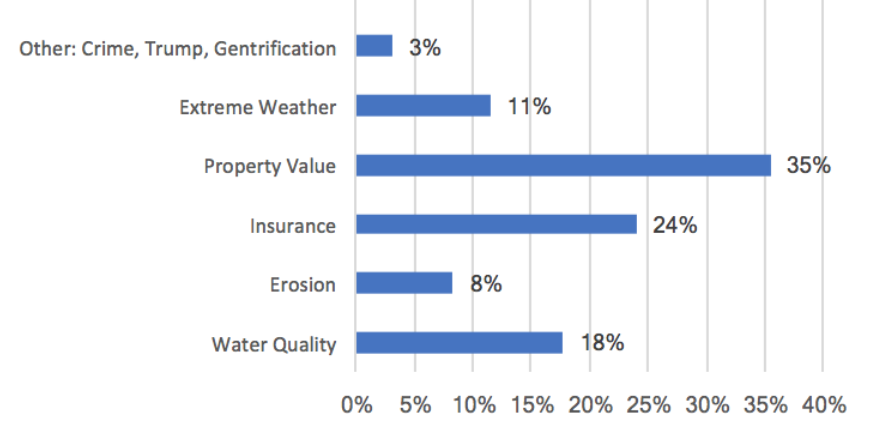 Other: Crime, Trump, Gentrification 3%
Extreme Weather 11%
Property Value 35%
Insurance 24%
Erosion 8%
Water Quality 18%
0% 5% 10% 15% 20% 25% 30% 35% 40%